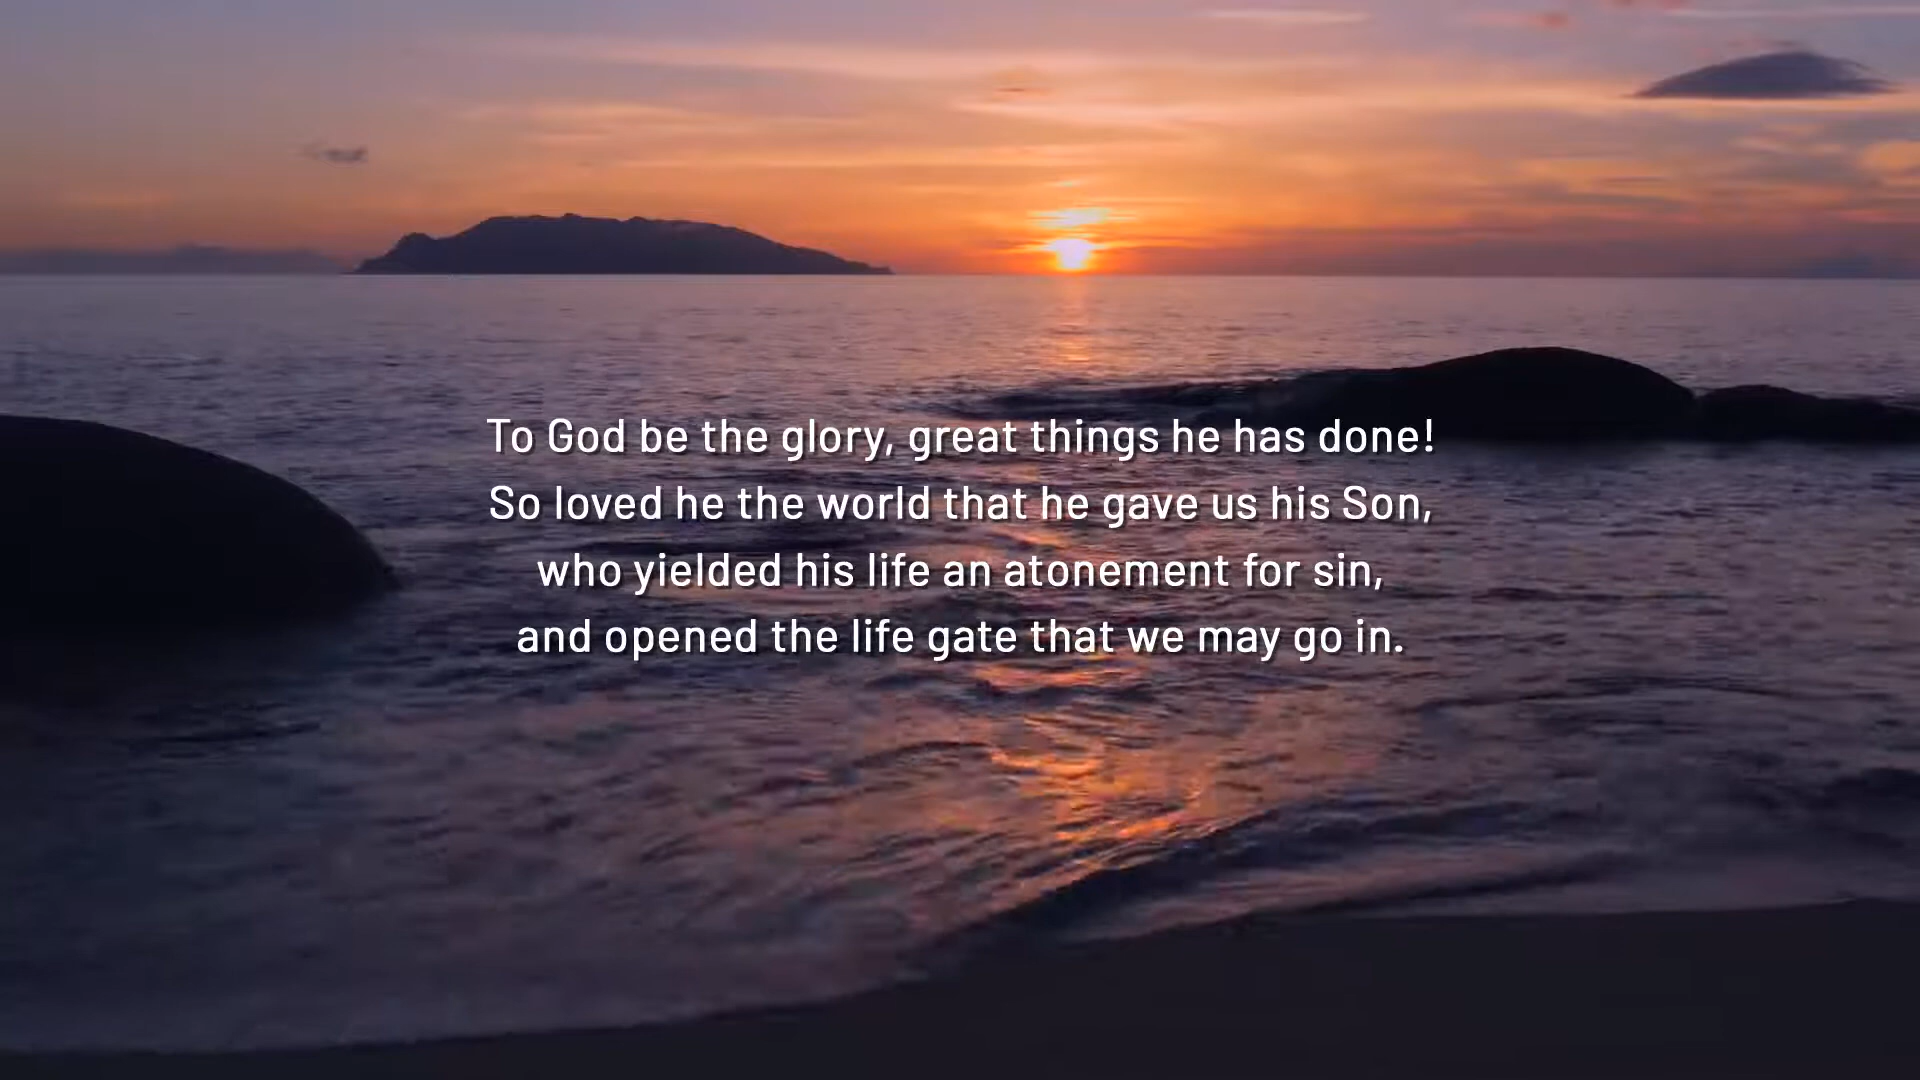 To God be the glory, great things he has done!
So loved he the world that he gave us his Son,
who yielded his life an atonement for sin,
and opened the life gate that we may go in.